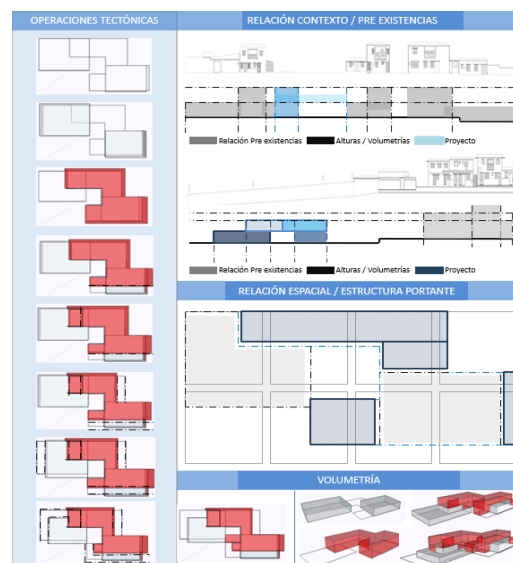 OPERACIONES TECTÓNICAS
RELACIÓN CONTEXTO / PRE EXISTENCIAS
Relación Pre existencias Alturas / Volumetrías Proyecto
Relación Pre existencias Alturas / Volumetrías Proyecto
RELACIÓN ESPACIAL / ESTRUCTURA PORTANTE
VOLUMETRÍA